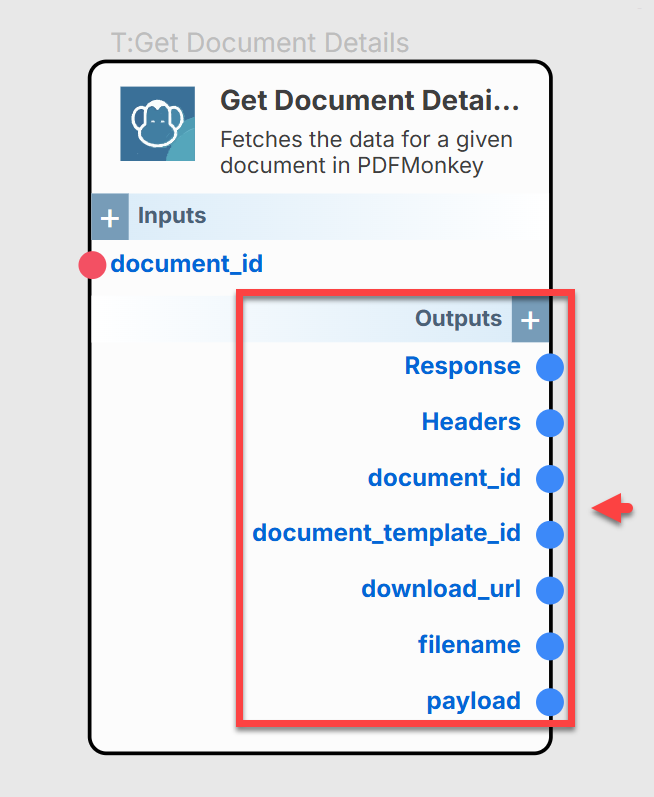 T:Get Document Details
Get Document Detai...
Fetches the data for a given
document in PDFMonkey
+ Inputs
document_id
Outputs +
Response
Headers
document_id
document_template_id
download_url
filename
payload